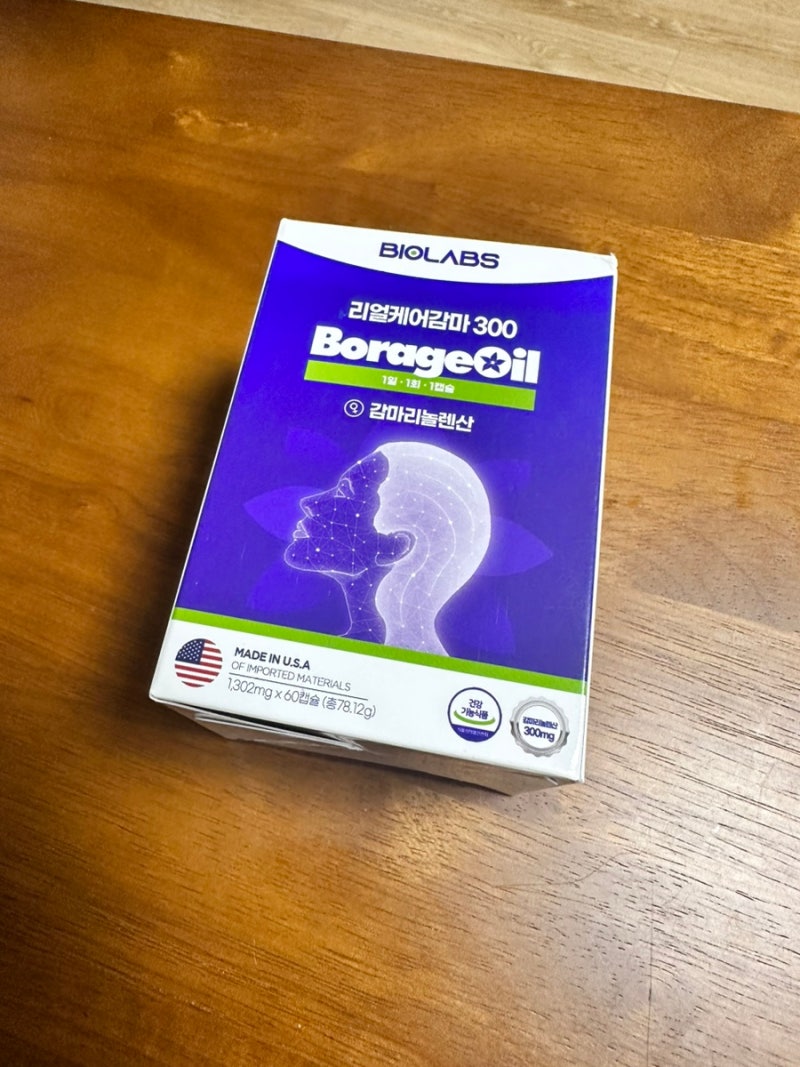 BIOLABS
리얼케어감마 300
BorageOil
1일 · 1회 · 1캡슐
감마리놀렌산
MADE IN U.S.A
OF IMPORTED MATERIALS
1,302mg x 60캡슐 (총78.12g)
건강
기능식품
감마리놀렌산
300mg